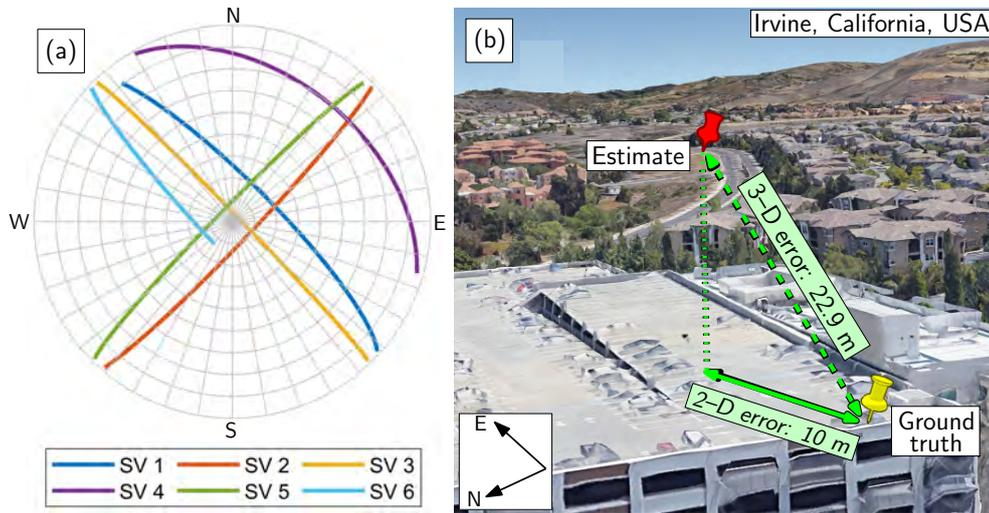 (a)
N
W
E
S
SV 1
SV 2
SV 3
SV 4
SV 5
SV 6
(b)
Irvine, California, USA
Estimate
3–D error: 22.9 m
2–D error: 10 m
Ground
truth
E
N